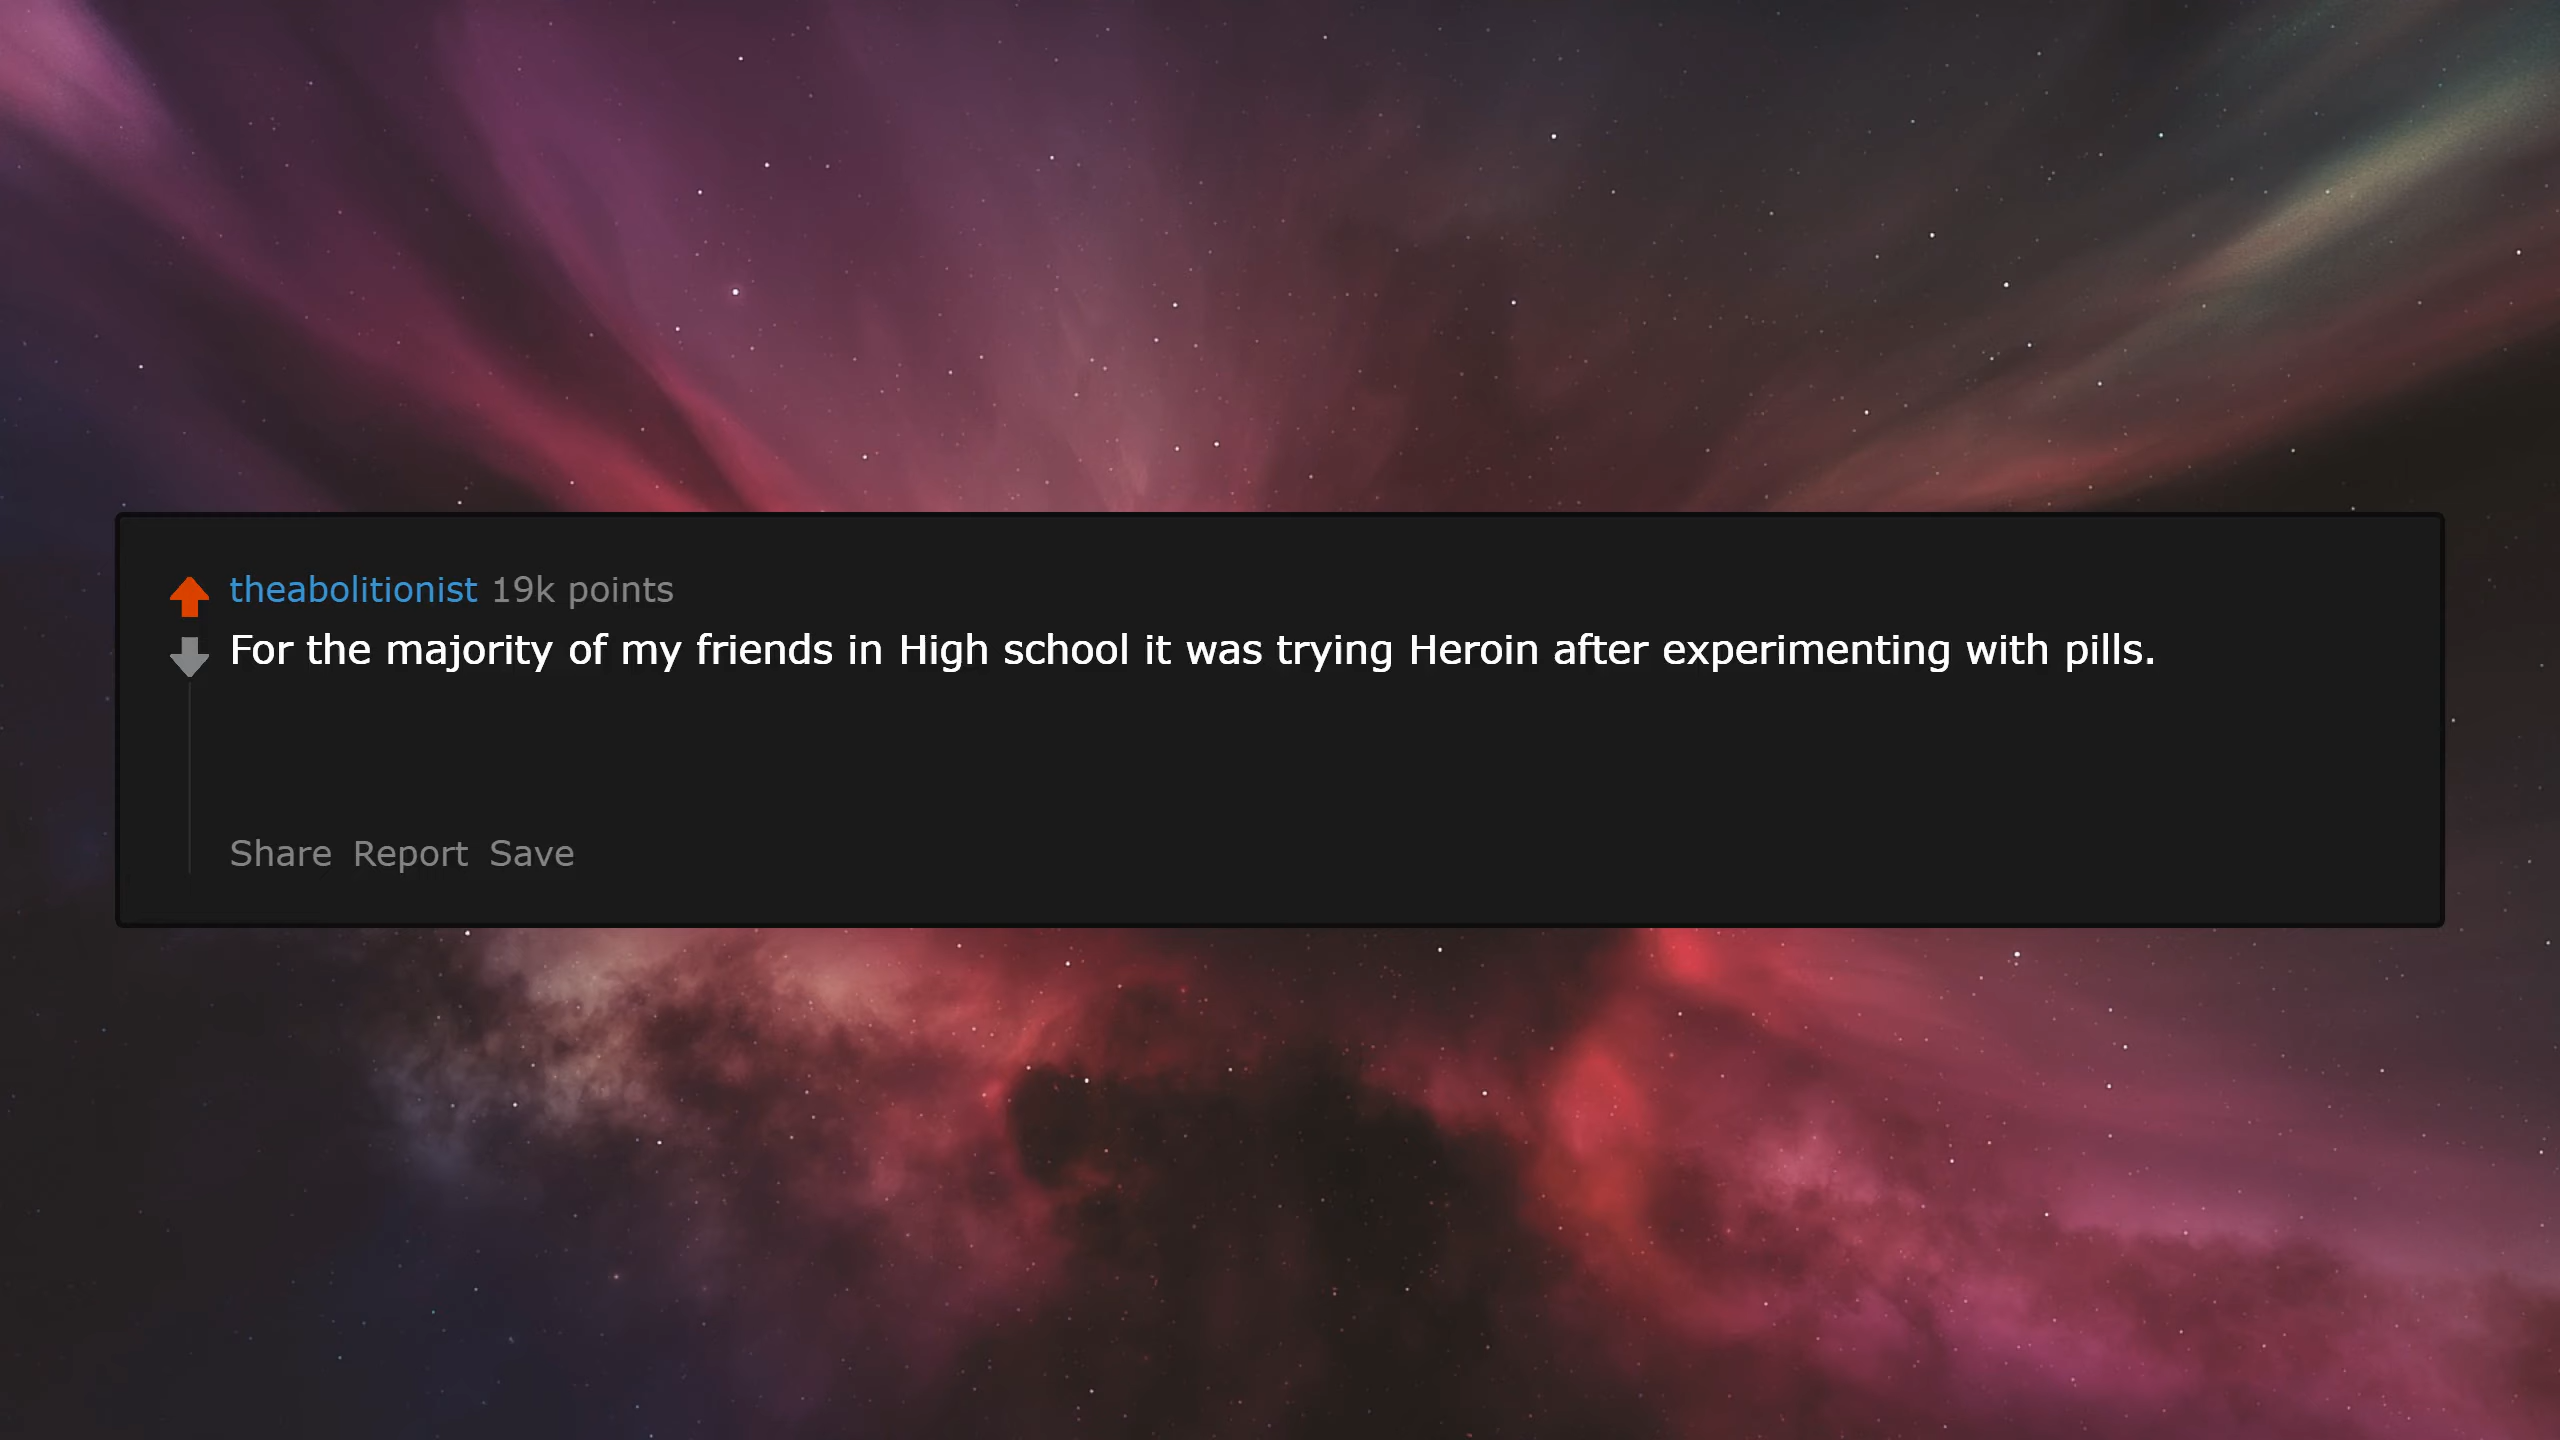 theabolitionist 19k points
For the majority of my friends in High school it was trying Heroin after experimenting with pills.
Share Report Save